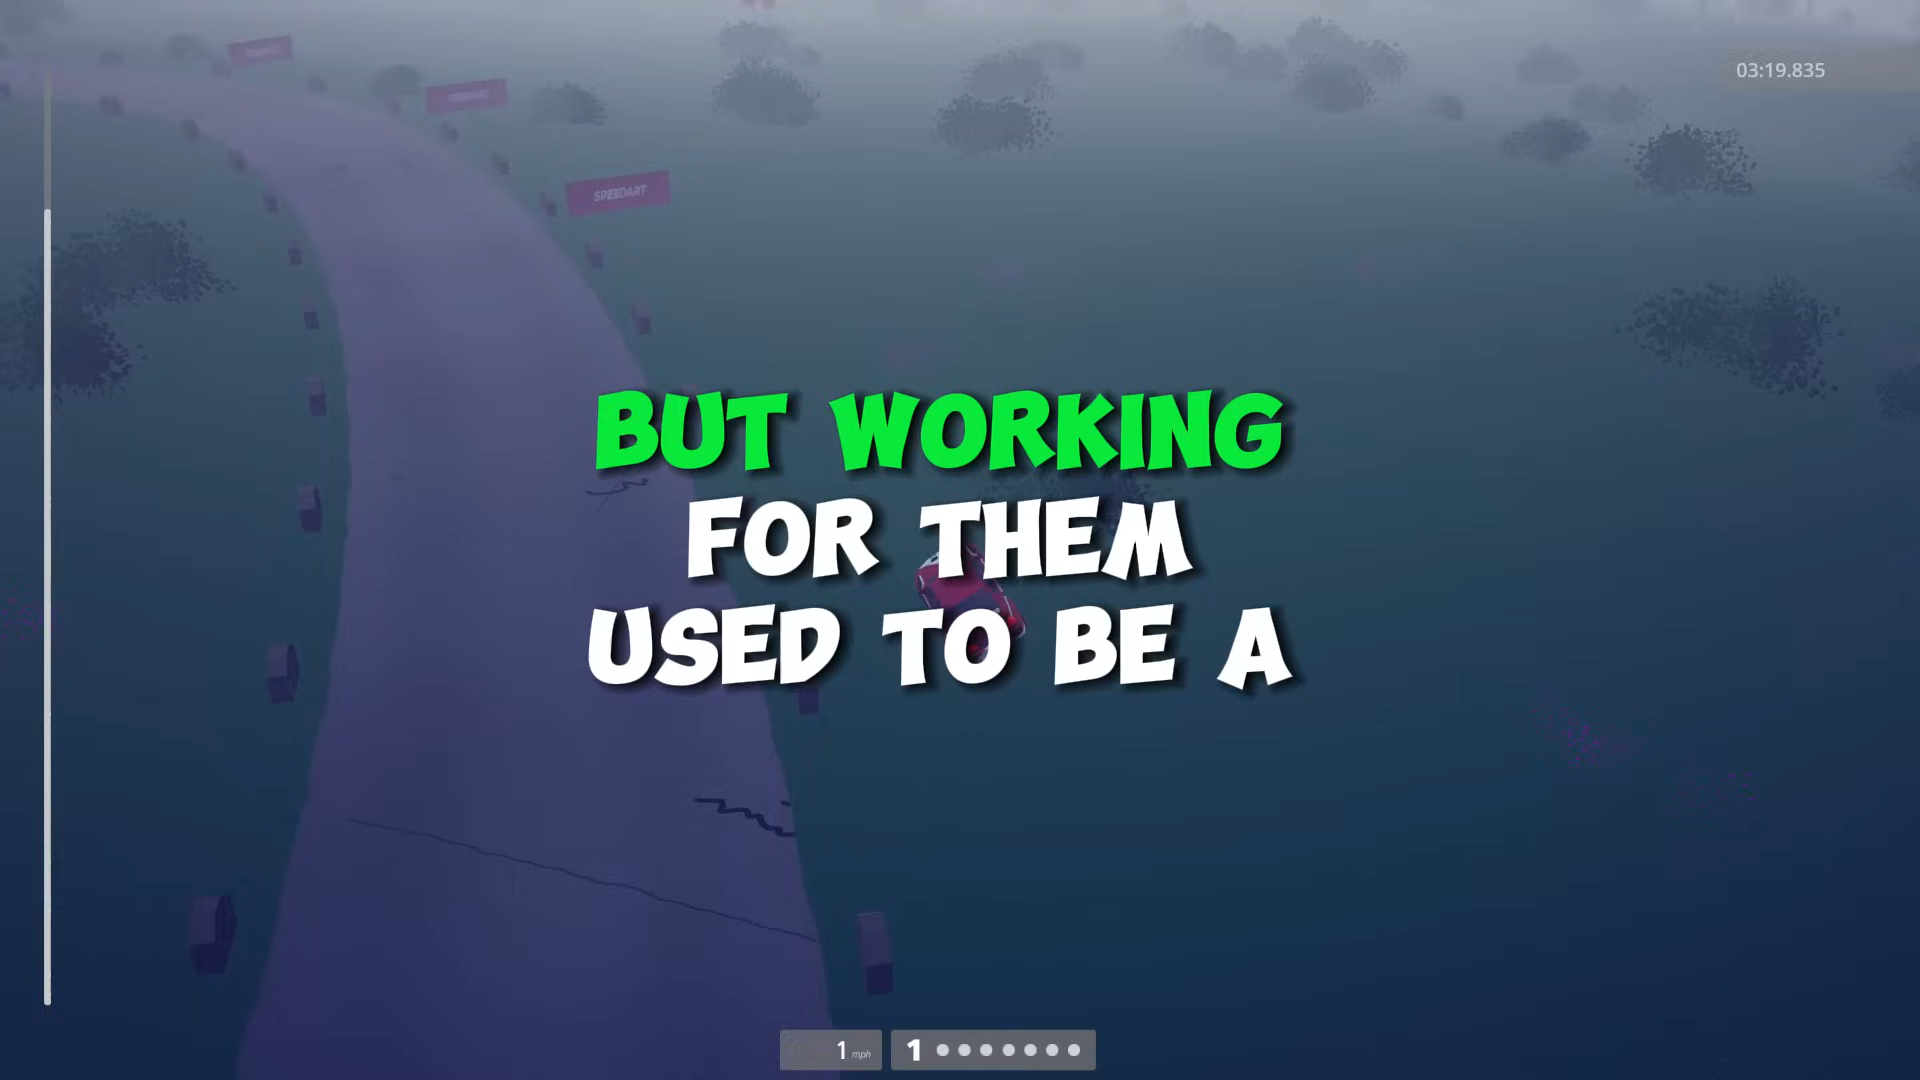 03:19.835
SPEEDART
BUT WORKING
FOR THEM
USED TO BE A
1 mph
1